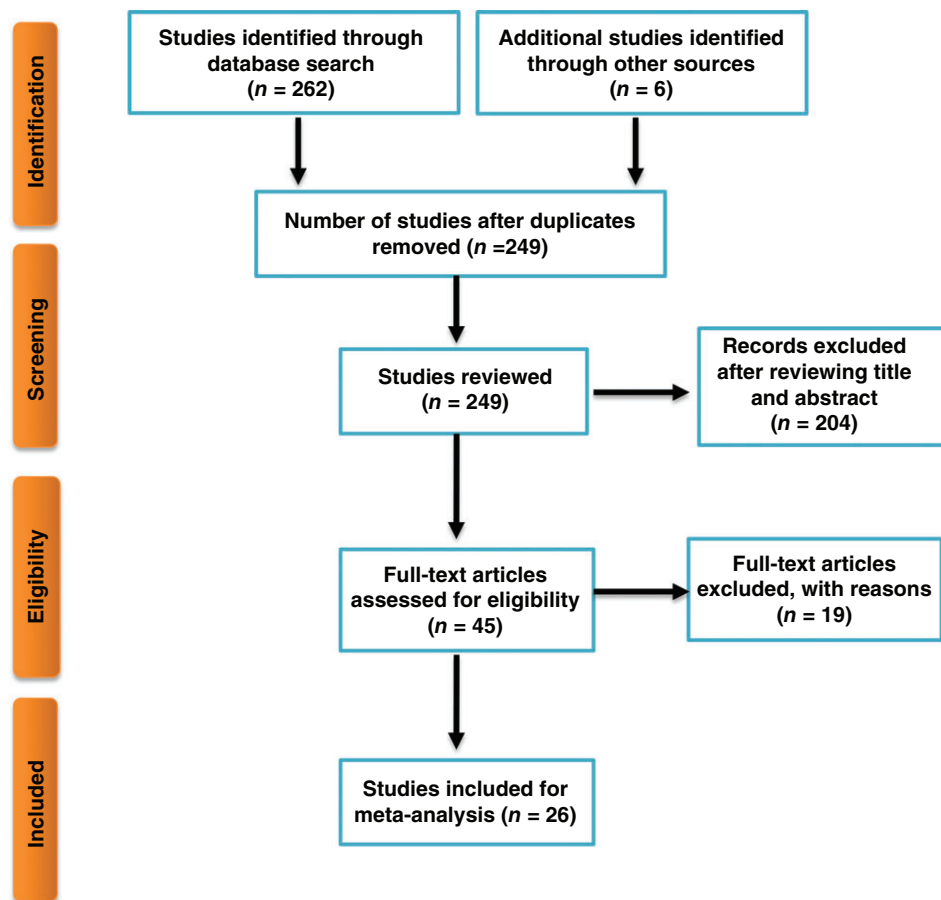 Identification
Studies identified through
database search
(n = 262)
Additional studies identified
through other sources
(n = 6)
Number of studies after duplicates
removed (n =249)
Screening
Studies reviewed
(n = 249)
Records excluded
after reviewing title
and abstract
(n = 204)
Eligibility
Full-text articles
assessed for eligibility
(n = 45)
Full-text articles
excluded, with reasons
(n = 19)
Included
Studies included for
meta-analysis (n = 26)